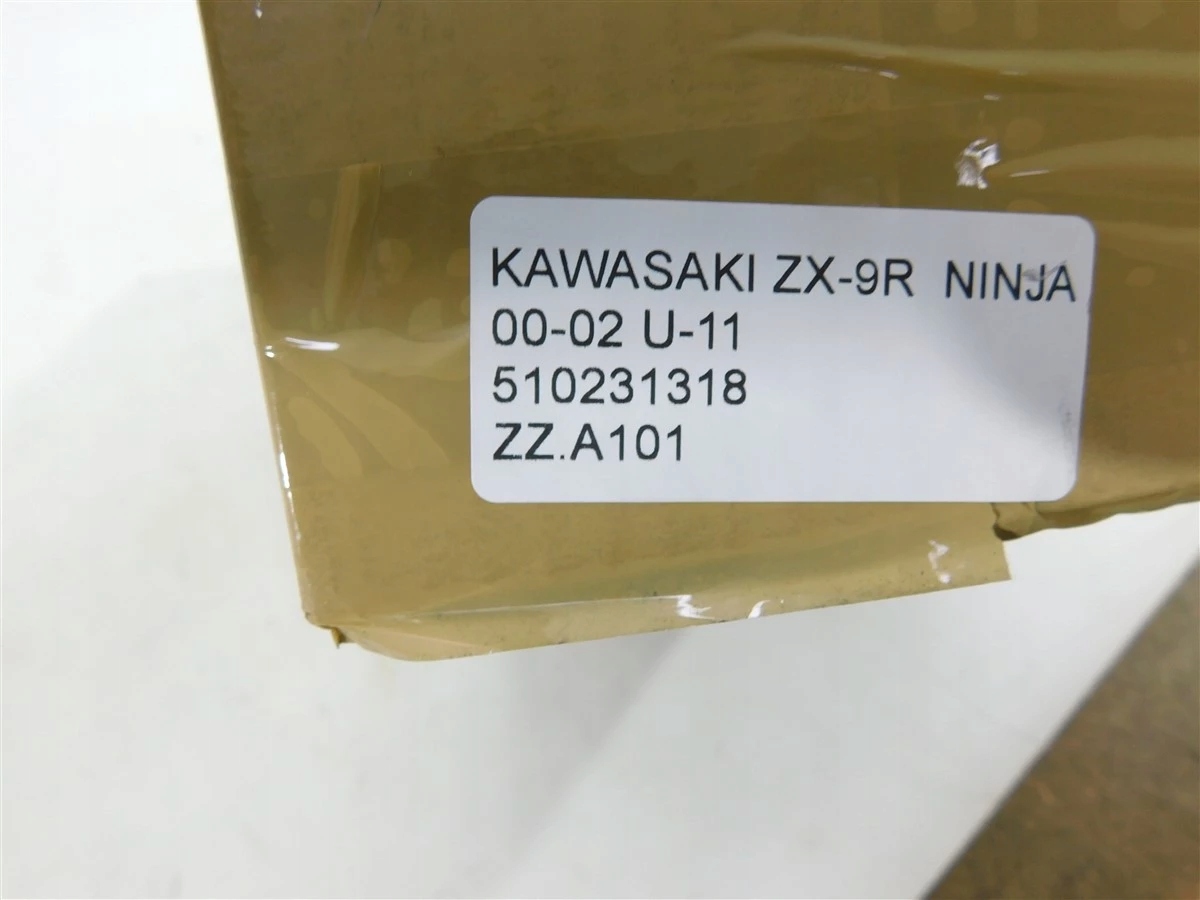 KAWASAKI ZX-9R NINJA
00-02 U-11
510231318
ZZ.A101